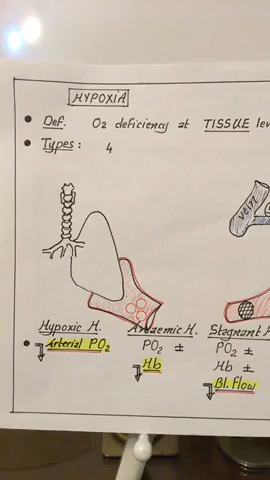 HYPOXIA
Def. O2 deficiency at TISSUE lev
Types: 4
vein
Hypoxic H. Anaemic H. Stagnant H
Arterial PO2 PO2 ± PO2 ±
Hb Hb ±
Bl. Flow